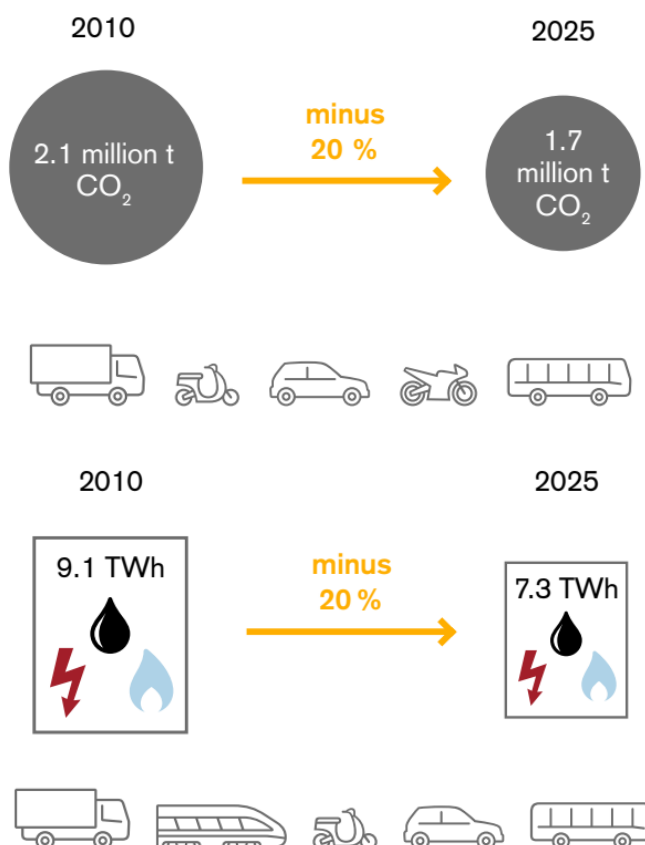 2010
2025
2.1 million t
CO₂
minus
20 %
1.7
million t
CO₂
2010
2025
9.1 TWh
minus
20 %
7.3 TWh